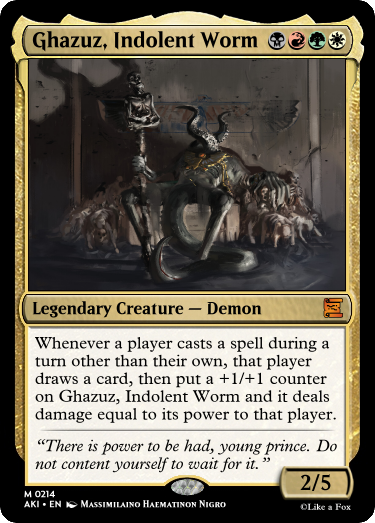 Ghazuz, Indolent Worm
Legendary Creature — Demon
Whenever a player casts a spell during a
turn other than their own, that player
draws a card, then put a +1/+1 counter
on Ghazuz, Indolent Worm and it deals
damage equal to its power to that player.
“There is power to be had, young prince. Do
not content yourself to wait for it.”
2/5
M 0214
AKI • EN Massimilaino Haematinon Nigro
©Like a Fox